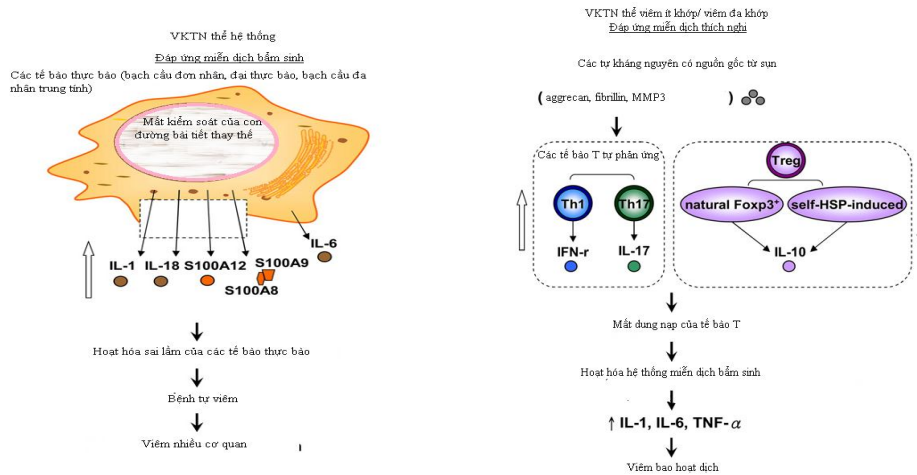 VKTN thể hệ thống
Đáp ứng miễn dịch bẩm sinh
Các tế bào thực bào (bạch cầu đơn nhân, đại thực bào, bạch cầu đa
nhân trung tính)
Mất kiểm soát của con
đường bài tiết thay thế
IL-6
IL-1 IL-18 S100A12 S100A9
S100A8
Hoạt hóa sai lầm của các tế bào thực bào
Bệnh tự viêm
Viêm nhiều cơ quan
VKTN thể viêm ít khớp/ viêm đa khớp
Đáp ứng miễn dịch thích nghi
Các tự kháng nguyên có nguồn gốc từ sụn
( aggrecan, fibrillin, MMP3 )
Các tế bào T tự phản ứng
Th1 Th17
IFN-r IL-17
Treg
natural Foxp3+ self-HSP-induced
IL-10
Mất dung nạp của tế bào T
Hoạt hóa hệ thống miễn dịch bẩm sinh
↑ IL-1, IL-6, TNF-α
Viêm bao hoạt dịch